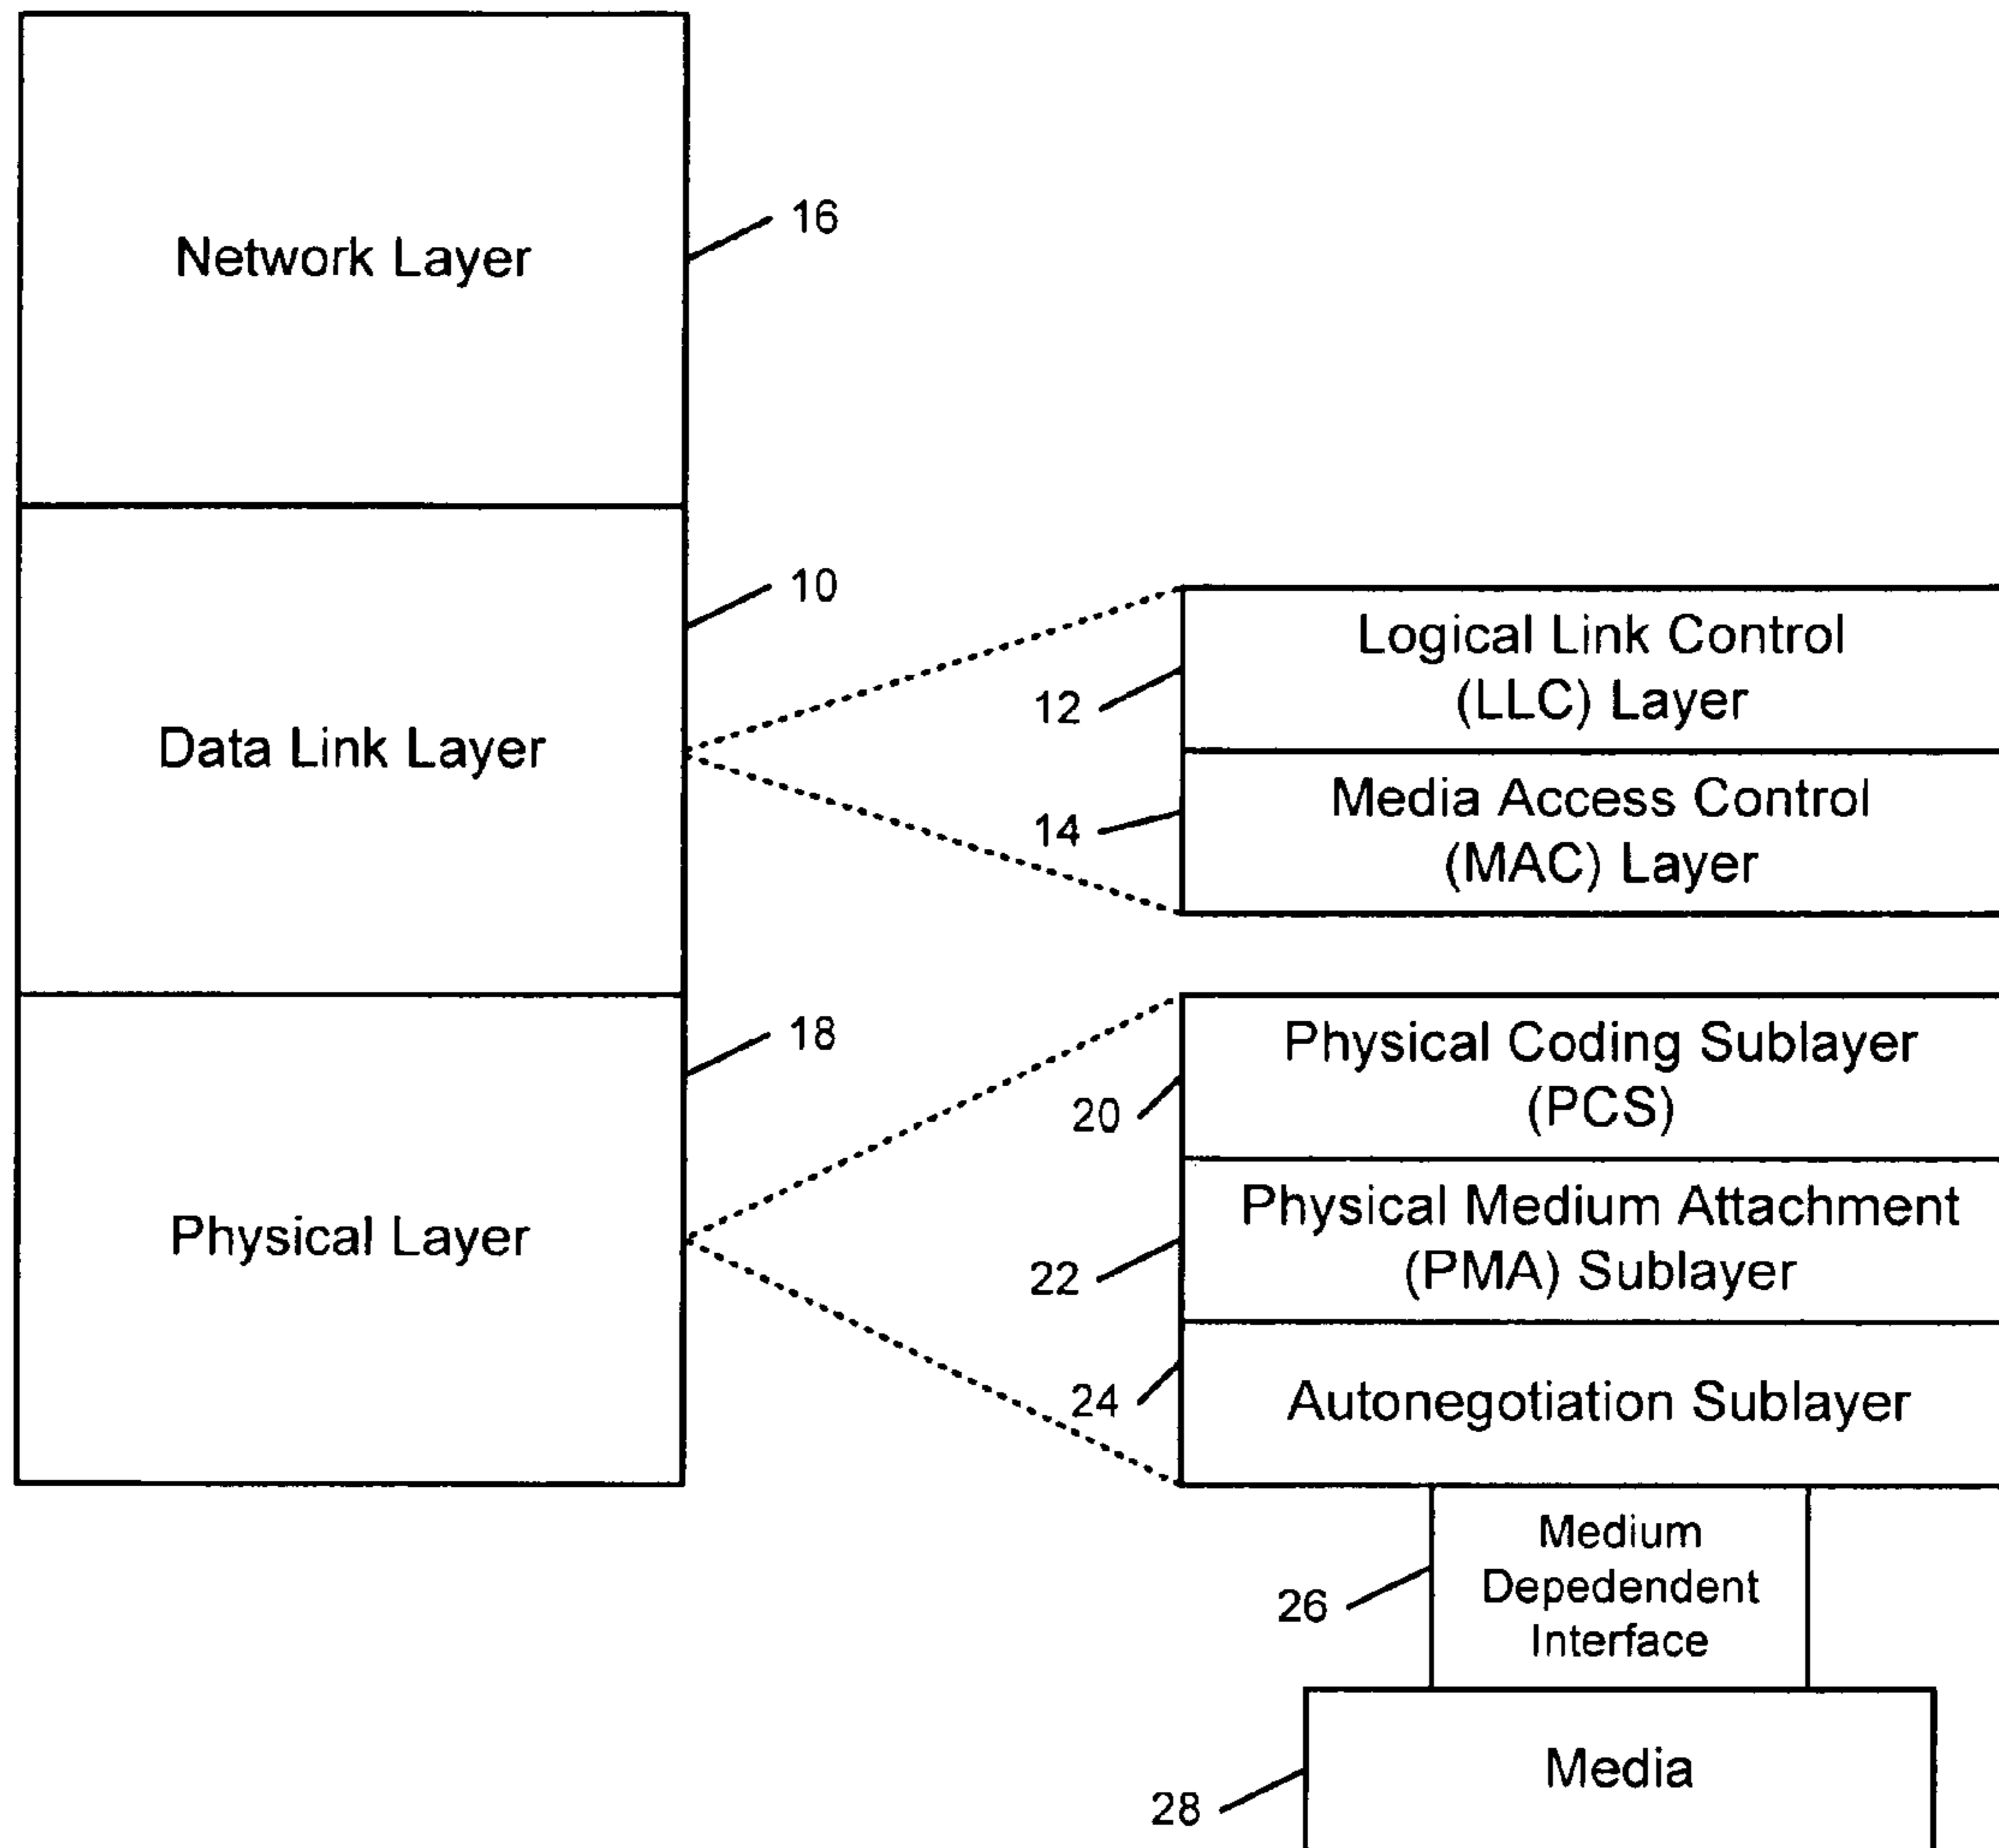 Network Layer
16
Data Link Layer
10
Logical Link Control
(LLC) Layer
12
Media Access Control
(MAC) Layer
14
Physical Layer
18
Physical Coding Sublayer
(PCS)
20
Physical Medium Attachment
(PMA) Sublayer
22
Autonegotiation Sublayer
24
Medium
Depedendent
Interface
26
Media
28